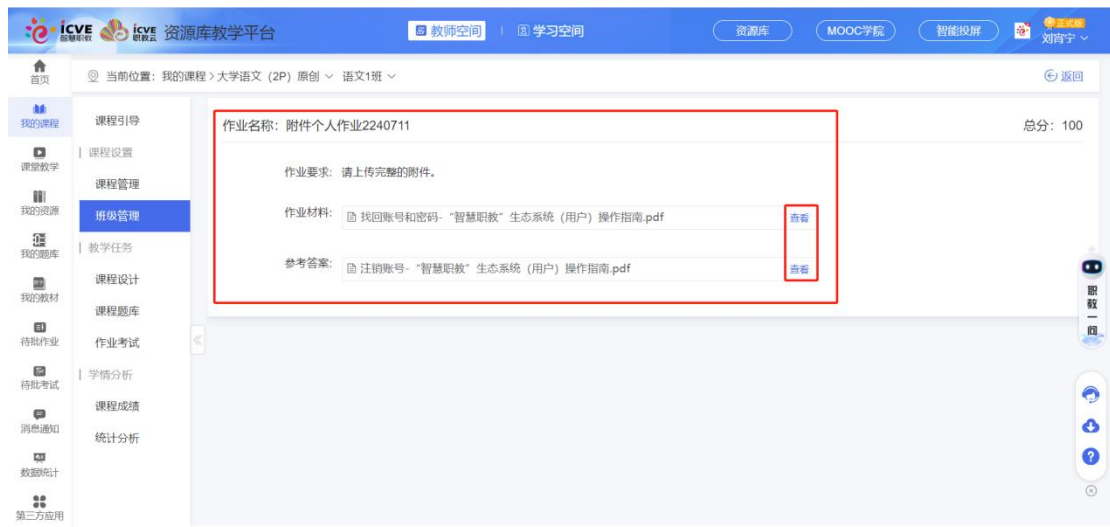 iCVE 智慧职教 iCVE 职教云 资源库教学平台
教师空间 学习空间
资源库 MOOC学院 智能投屏
正式版
刘宵宁
首页
当前位置：我的课程 > 大学语文（2P）原创 语文1班
返回
我的课程
课堂教学
我的资源
我的题库
我的教材
待批作业
待批考试
消息通知
数据统计
第三方应用
课程引导
课程设置
课程管理
班级管理
教学任务
课程设计
课程题库
作业考试
学情分析
课程成绩
统计分析
作业名称：附件个人作业2240711
总分：100
作业要求：请上传完整的附件。
作业材料：找回账号和密码-“智慧职教”生态系统（用户）操作指南.pdf 查看
参考答案：注销账号-“智慧职教”生态系统（用户）操作指南.pdf 查看
职教一问